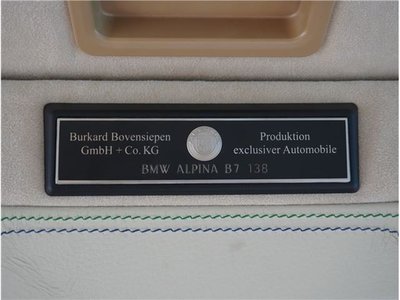 Burkard Bovensiepen
GmbH + Co. KG
Produktion
exclusiver Automobile
BMW ALPINA B7 138